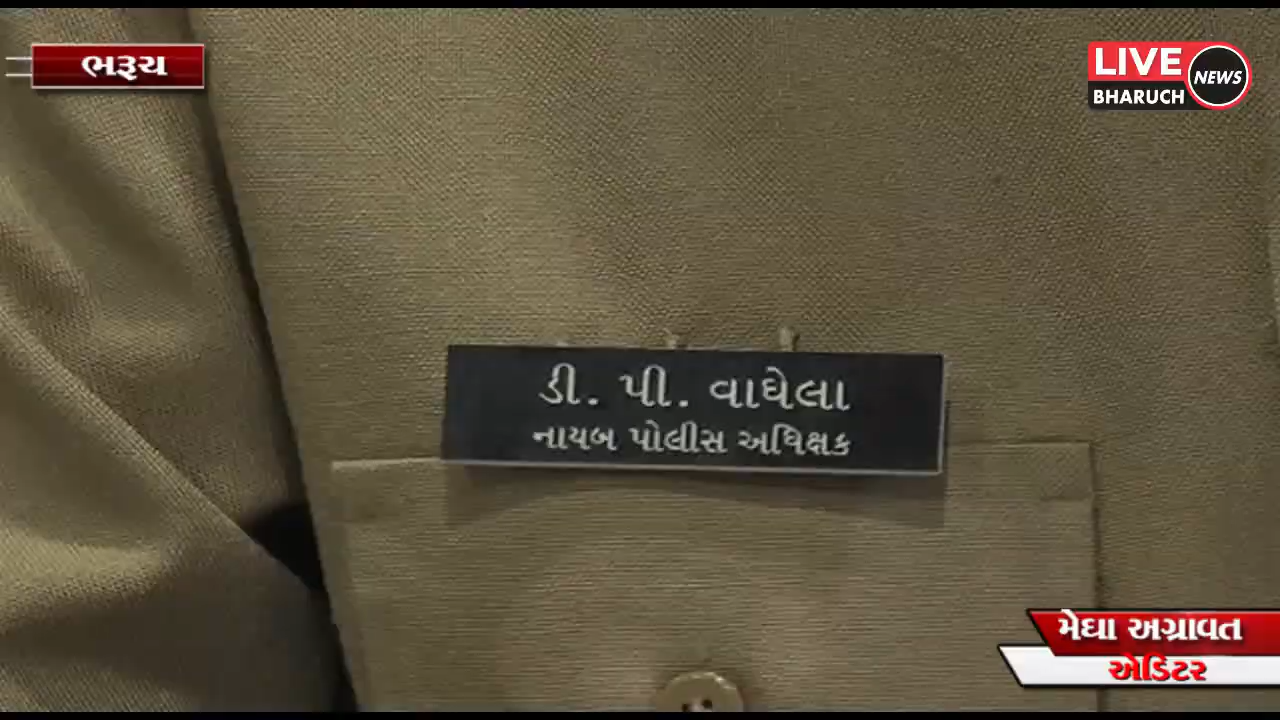 ભરૂચ
LIVE
BHARUCH
NEWS
ડી. પી. વાઘેલા
નાયબ પોલીસ અધિક્ષક
મેઘા અગ્રાવત
એડિટર